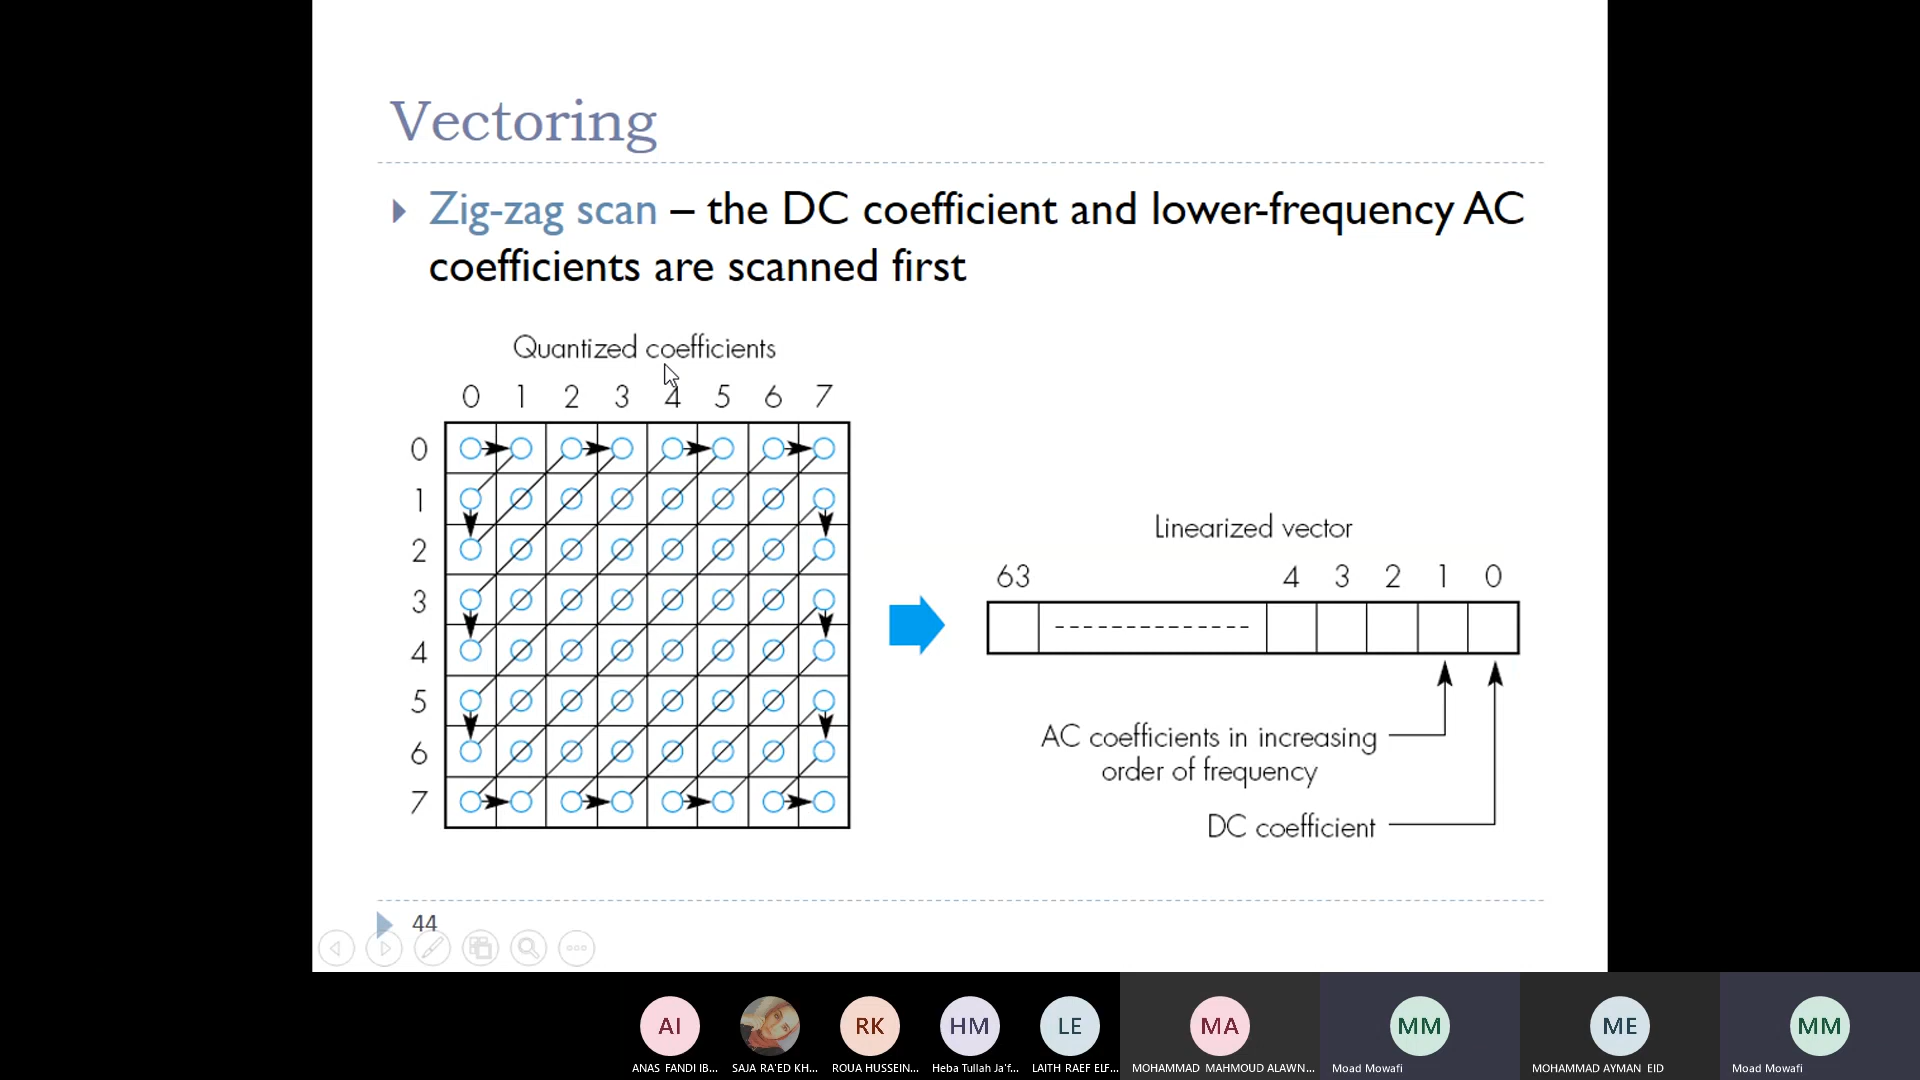 Vectoring
Zig-zag scan – the DC coefficient and lower-frequency AC
coefficients are scanned first
Quantized coefficients
0 1 2 3 4 5 6 7
0
1
2
3
4
5
6
7
Linearized vector
63 4 3 2 1 0
AC coefficients in increasing
order of frequency
DC coefficient
44
AI RK HM LE MA MM ME MM
ANAS FANDI IB... SAJA RA'ED KH... ROUA HUSSEIN... Heba Tullah Ja'f... LAITH RAEF ELF... MOHAMMAD MAHMOUD ALAWN... Moad Mowafi MOHAMMAD AYMAN EID Moad Mowafi